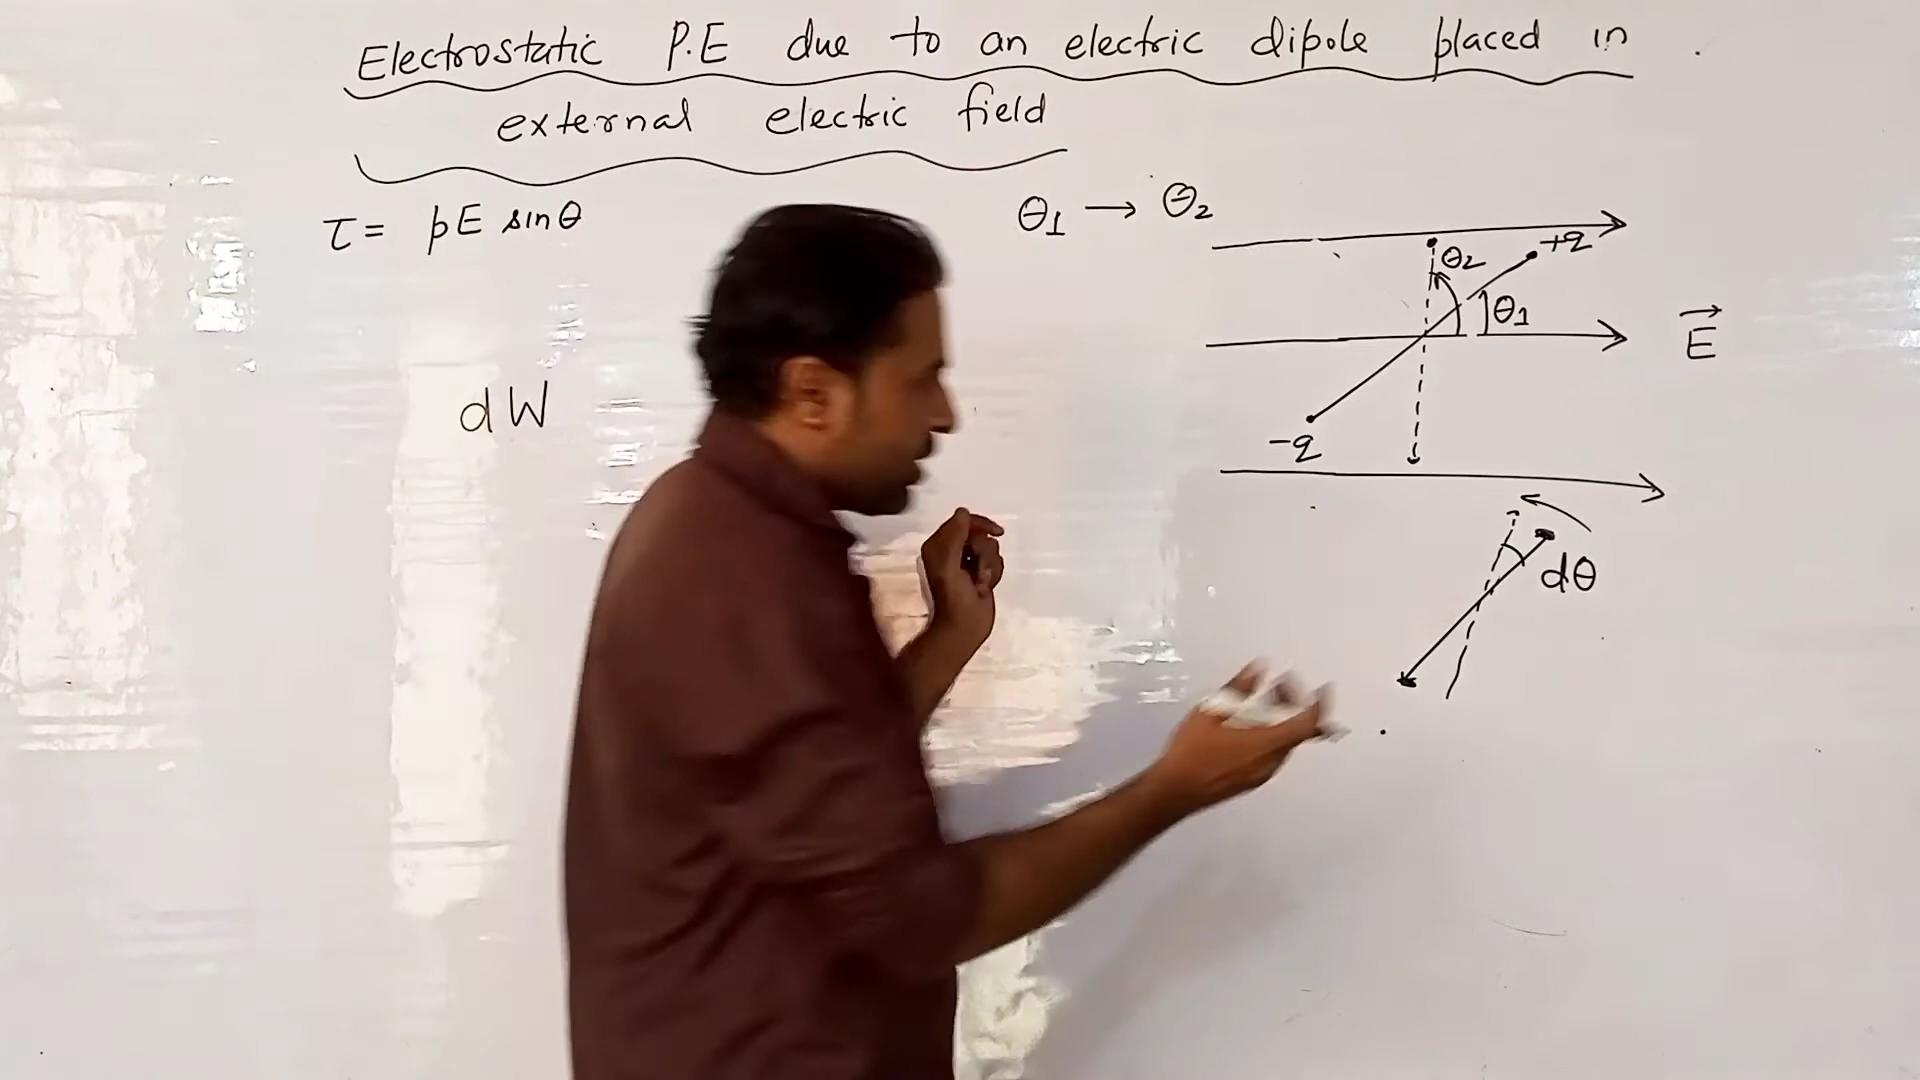 Electrostatic P.E due to an electric dipole placed in
external electric field
τ = pE sinθ
θ1 → θ2
+q
θ2
θ1
E⃗
dW
-q
dθ